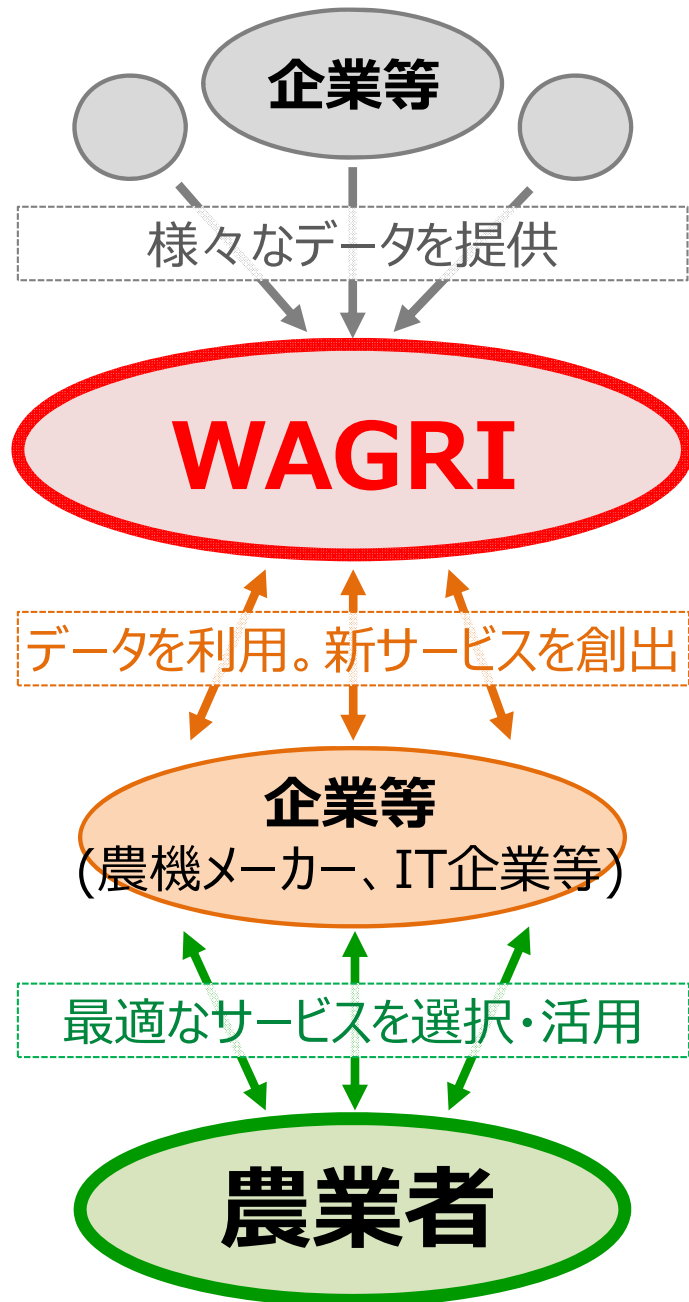 企業等
様々なデータを提供
WAGRI
データを利用。新サービスを創出
企業等
(農機メーカー、IT企業等)
最適なサービスを選択・活用
農業者